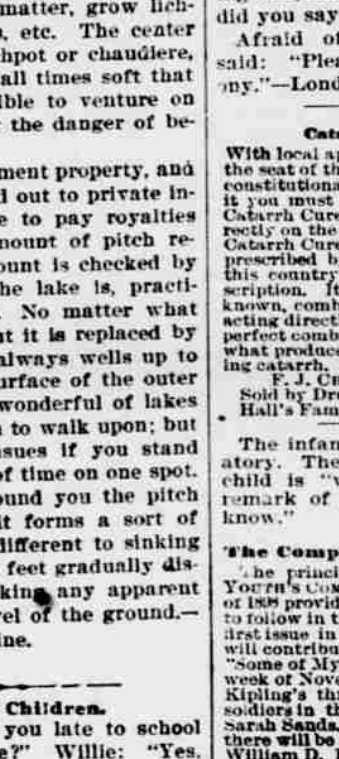 matter, grow lich-
, etc. The center
hpot or chaudiere,
all times soft that
ible to venture on
the danger of be-
ment property, and
d out to private in-
e to pay royalties
mount of pitch re-
ount is checked by
he lake is, practi-
. No matter what
nt it is replaced by
always wells up to
urface of the outer
wonderful of lakes
n to walk upon; but
sues if you stand
of time on one spot.
ound you the pitch
it forms a sort of
different to sinking
feet gradually dis-
king any apparent
vel of the ground.—
ine.
Children.
you late to school
e?" Willie: "Yes,
did you say
Afraid of
said: "Plea
ony."—Lond
Cata
With local ap
the seat of th
constitutiona
it you must
Catarrh Cure
rectly on the
Catarrh Cure
prescribed b
this country
scription. It
known, comb
acting directl
perfect comb
what produce
ing catarrh.
F. J. CH
Sold by Dru
Hall's Fam
The infan
atory. The
child is "v
remark of
know."
The Comp
The princi
YOUTH'S COM
of 1898 provid
to follow in t
first issue in
will contribu
"Some of My
week of Nove
Kipling's thr
soldiers in th
Sarah Sands.
there will be
William D. H